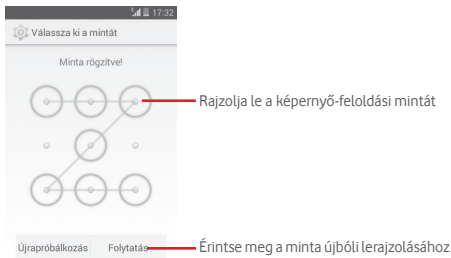 17:32
Válassza ki a mintát
Minta rögzítve!
Rajzolja le a képernyő-feloldási mintát
Újrapróbálkozás Folytatás
Érintse meg a minta újbóli lerajzolásához